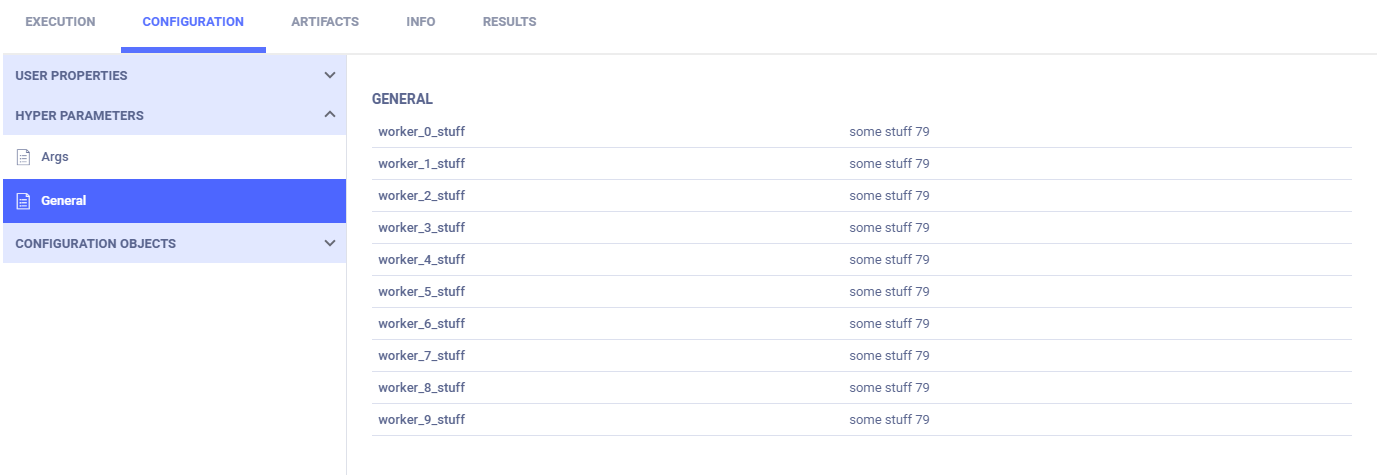 EXECUTION CONFIGURATION ARTIFACTS INFO RESULTS
USER PROPERTIES
HYPER PARAMETERS
Args
General
CONFIGURATION OBJECTS
GENERAL
worker_0_stuff some stuff 79
worker_1_stuff some stuff 79
worker_2_stuff some stuff 79
worker_3_stuff some stuff 79
worker_4_stuff some stuff 79
worker_5_stuff some stuff 79
worker_6_stuff some stuff 79
worker_7_stuff some stuff 79
worker_8_stuff some stuff 79
worker_9_stuff some stuff 79